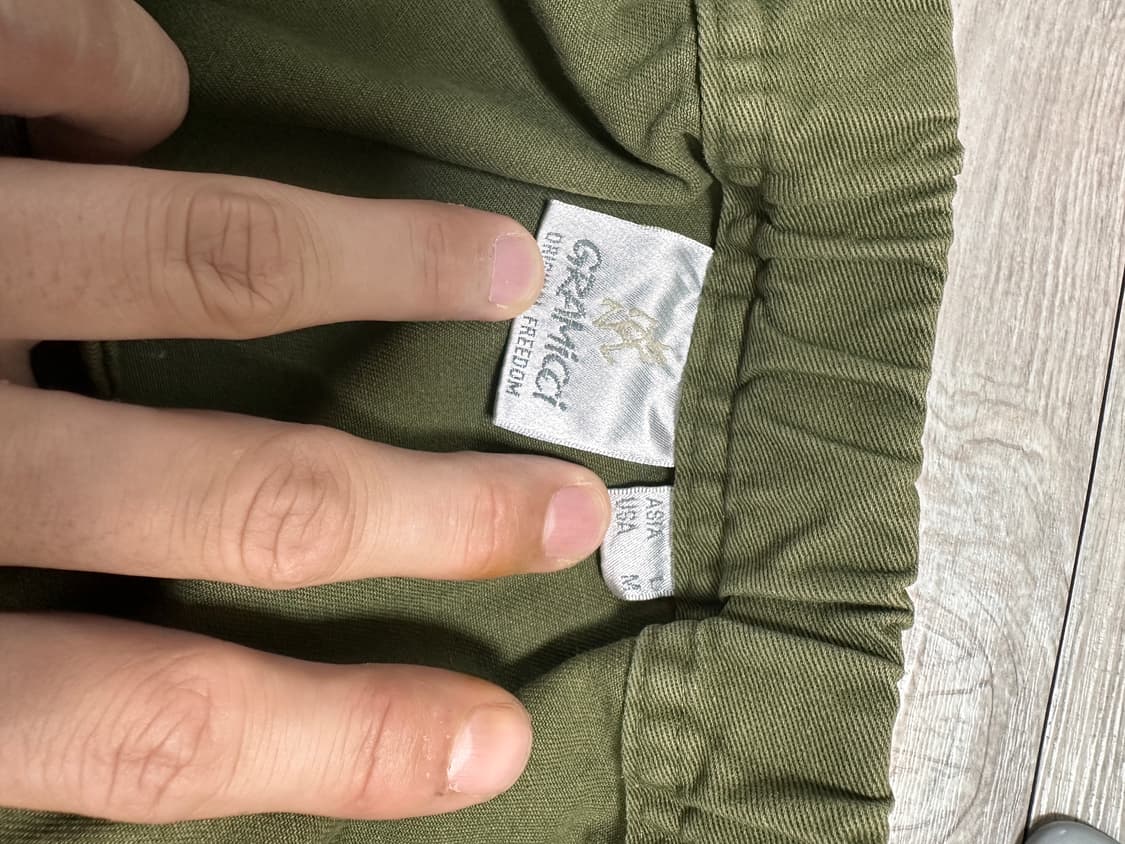 GRAMICCI
ORIGINAL FREEDOM
ASIA L
USA M